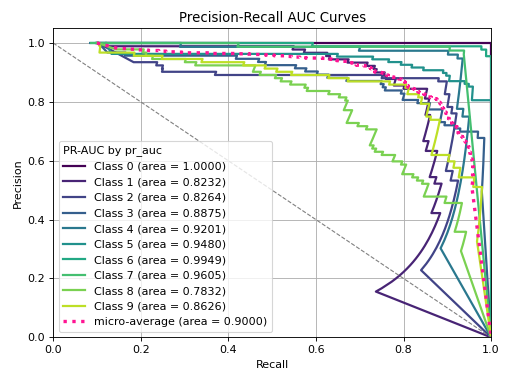 Precision-Recall AUC Curves
1.0
0.8
0.6
0.4
0.2
0.0
Precision
PR-AUC by pr_auc
Class 0 (area = 1.0000)
Class 1 (area = 0.8232)
Class 2 (area = 0.8264)
Class 3 (area = 0.8875)
Class 4 (area = 0.9201)
Class 5 (area = 0.9480)
Class 6 (area = 0.9949)
Class 7 (area = 0.9605)
Class 8 (area = 0.7832)
Class 9 (area = 0.8626)
micro-average (area = 0.9000)
0.0 0.2 0.4 0.6 0.8 1.0
Recall